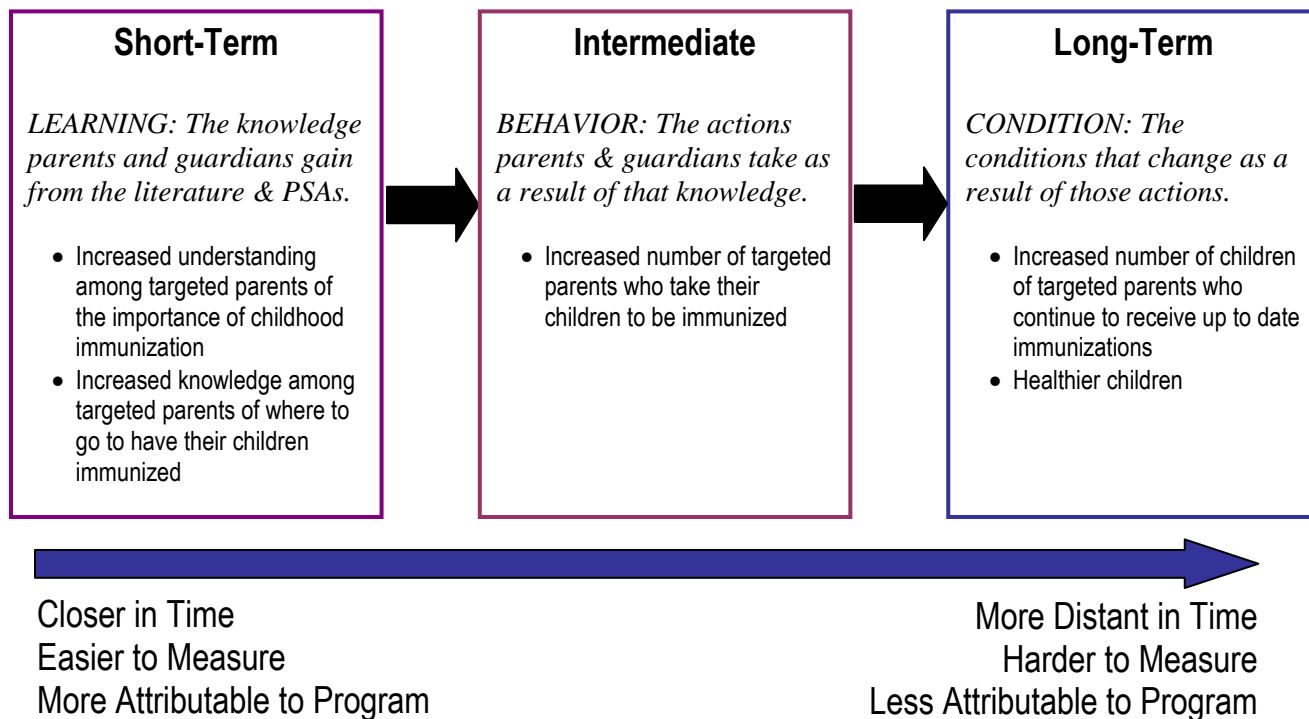 Short-Term
LEARNING: The knowledge
parents and guardians gain
from the literature & PSAs.
• Increased understanding
among targeted parents of
the importance of childhood
immunization
• Increased knowledge among
targeted parents of where to
go to have their children
immunized
Intermediate
BEHAVIOR: The actions
parents & guardians take as
a result of that knowledge.
• Increased number of targeted
parents who take their
children to be immunized
Long-Term
CONDITION: The
conditions that change as a
result of those actions.
• Increased number of children
of targeted parents who
continue to receive up to date
immunizations
• Healthier children
Closer in Time
Easier to Measure
More Attributable to Program
More Distant in Time
Harder to Measure
Less Attributable to Program